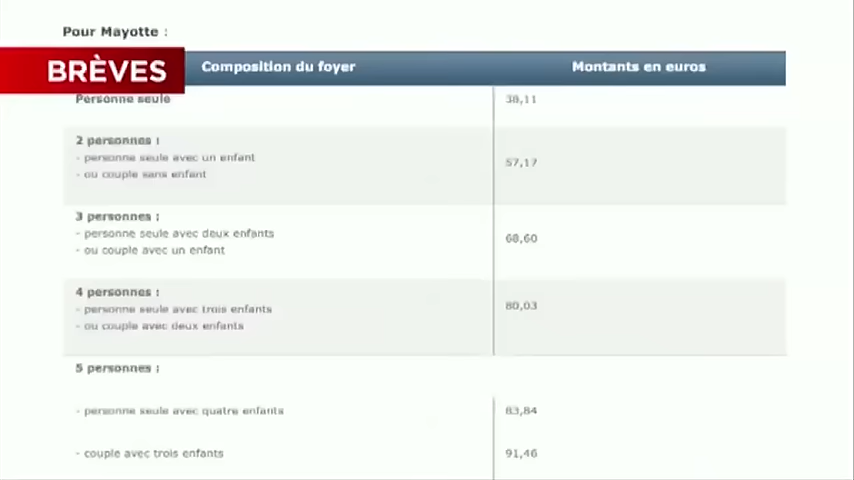 Pour Mayotte :
BRÈVES
Composition du foyer
Montants en euros
Personne seule
38,11
2 personnes :
- personne seule avec un enfant
- ou couple sans enfant
57,17
3 personnes :
- personne seule avec deux enfants
- ou couple avec un enfant
68,60
4 personnes :
- personne seule avec trois enfants
- ou couple avec deux enfants
80,03
5 personnes :
- personne seule avec quatre enfants
83,84
- couple avec trois enfants
91,46